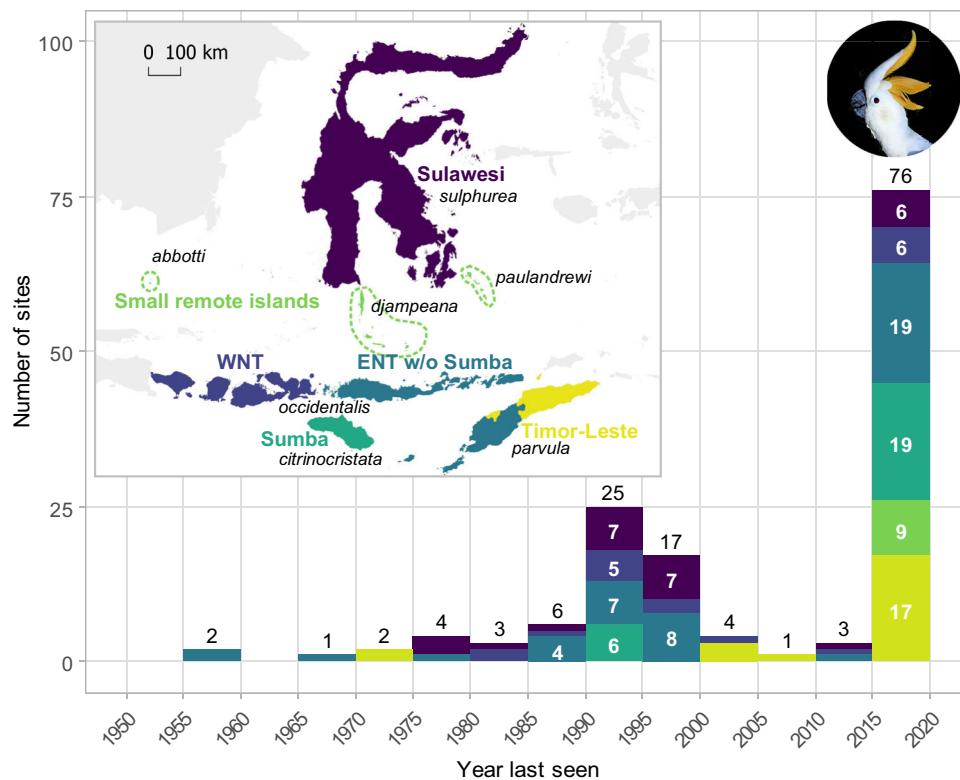 100
75
50
25
0
Number of sites
0 100 km
Sulawesi
sulphurea
abbotti
Small remote islands
djampeana
paulandrewi
WNT
ENT w/o Sumba
occidentalis
Sumba
citrinocristata
Timor-Leste
parvula
2
1
2
4
3
6
4
25
7
5
7
6
17
7
8
4
1
3
76
6
6
19
19
9
17
1950
1955
1960
1965
1970
1975
1980
1985
1990
1995
2000
2005
2010
2015
2020
Year last seen